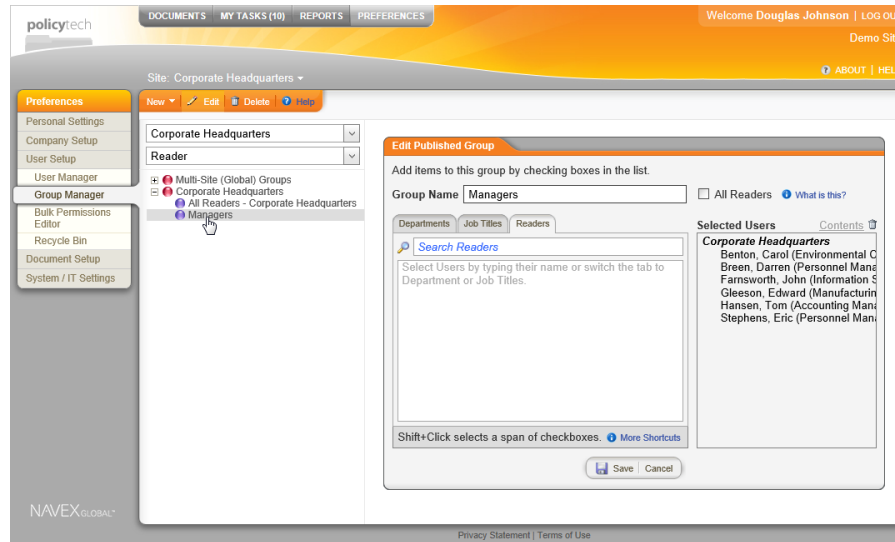 policytech
DOCUMENTS MY TASKS (10) REPORTS PREFERENCES
Welcome Douglas Johnson | LOG OU
Demo Sit
ABOUT | HEL
Site: Corporate Headquarters
Preferences
Personal Settings
Company Setup
User Setup
User Manager
Group Manager
Bulk Permissions
Editor
Recycle Bin
Document Setup
System / IT Settings
NAVEX GLOBAL
New Edit Delete Help
Corporate Headquarters
Reader
Multi-Site (Global) Groups
Corporate Headquarters
All Readers - Corporate Headquarters
Managers
Edit Published Group
Add items to this group by checking boxes in the list.
Group Name Managers All Readers What is this?
Departments Job Titles Readers
Search Readers
Select Users by typing their name or switch the tab to
Department or Job Titles.
Shift+Click selects a span of checkboxes. More Shortcuts
Selected Users Contents
Corporate Headquarters
Benton, Carol (Environmental C
Breen, Darren (Personnel Mana
Farnsworth, John (Information S
Gleeson, Edward (Manufacturin
Hansen, Tom (Accounting Mana
Stephens, Eric (Personnel Mana
Save Cancel
Privacy Statement | Terms of Use